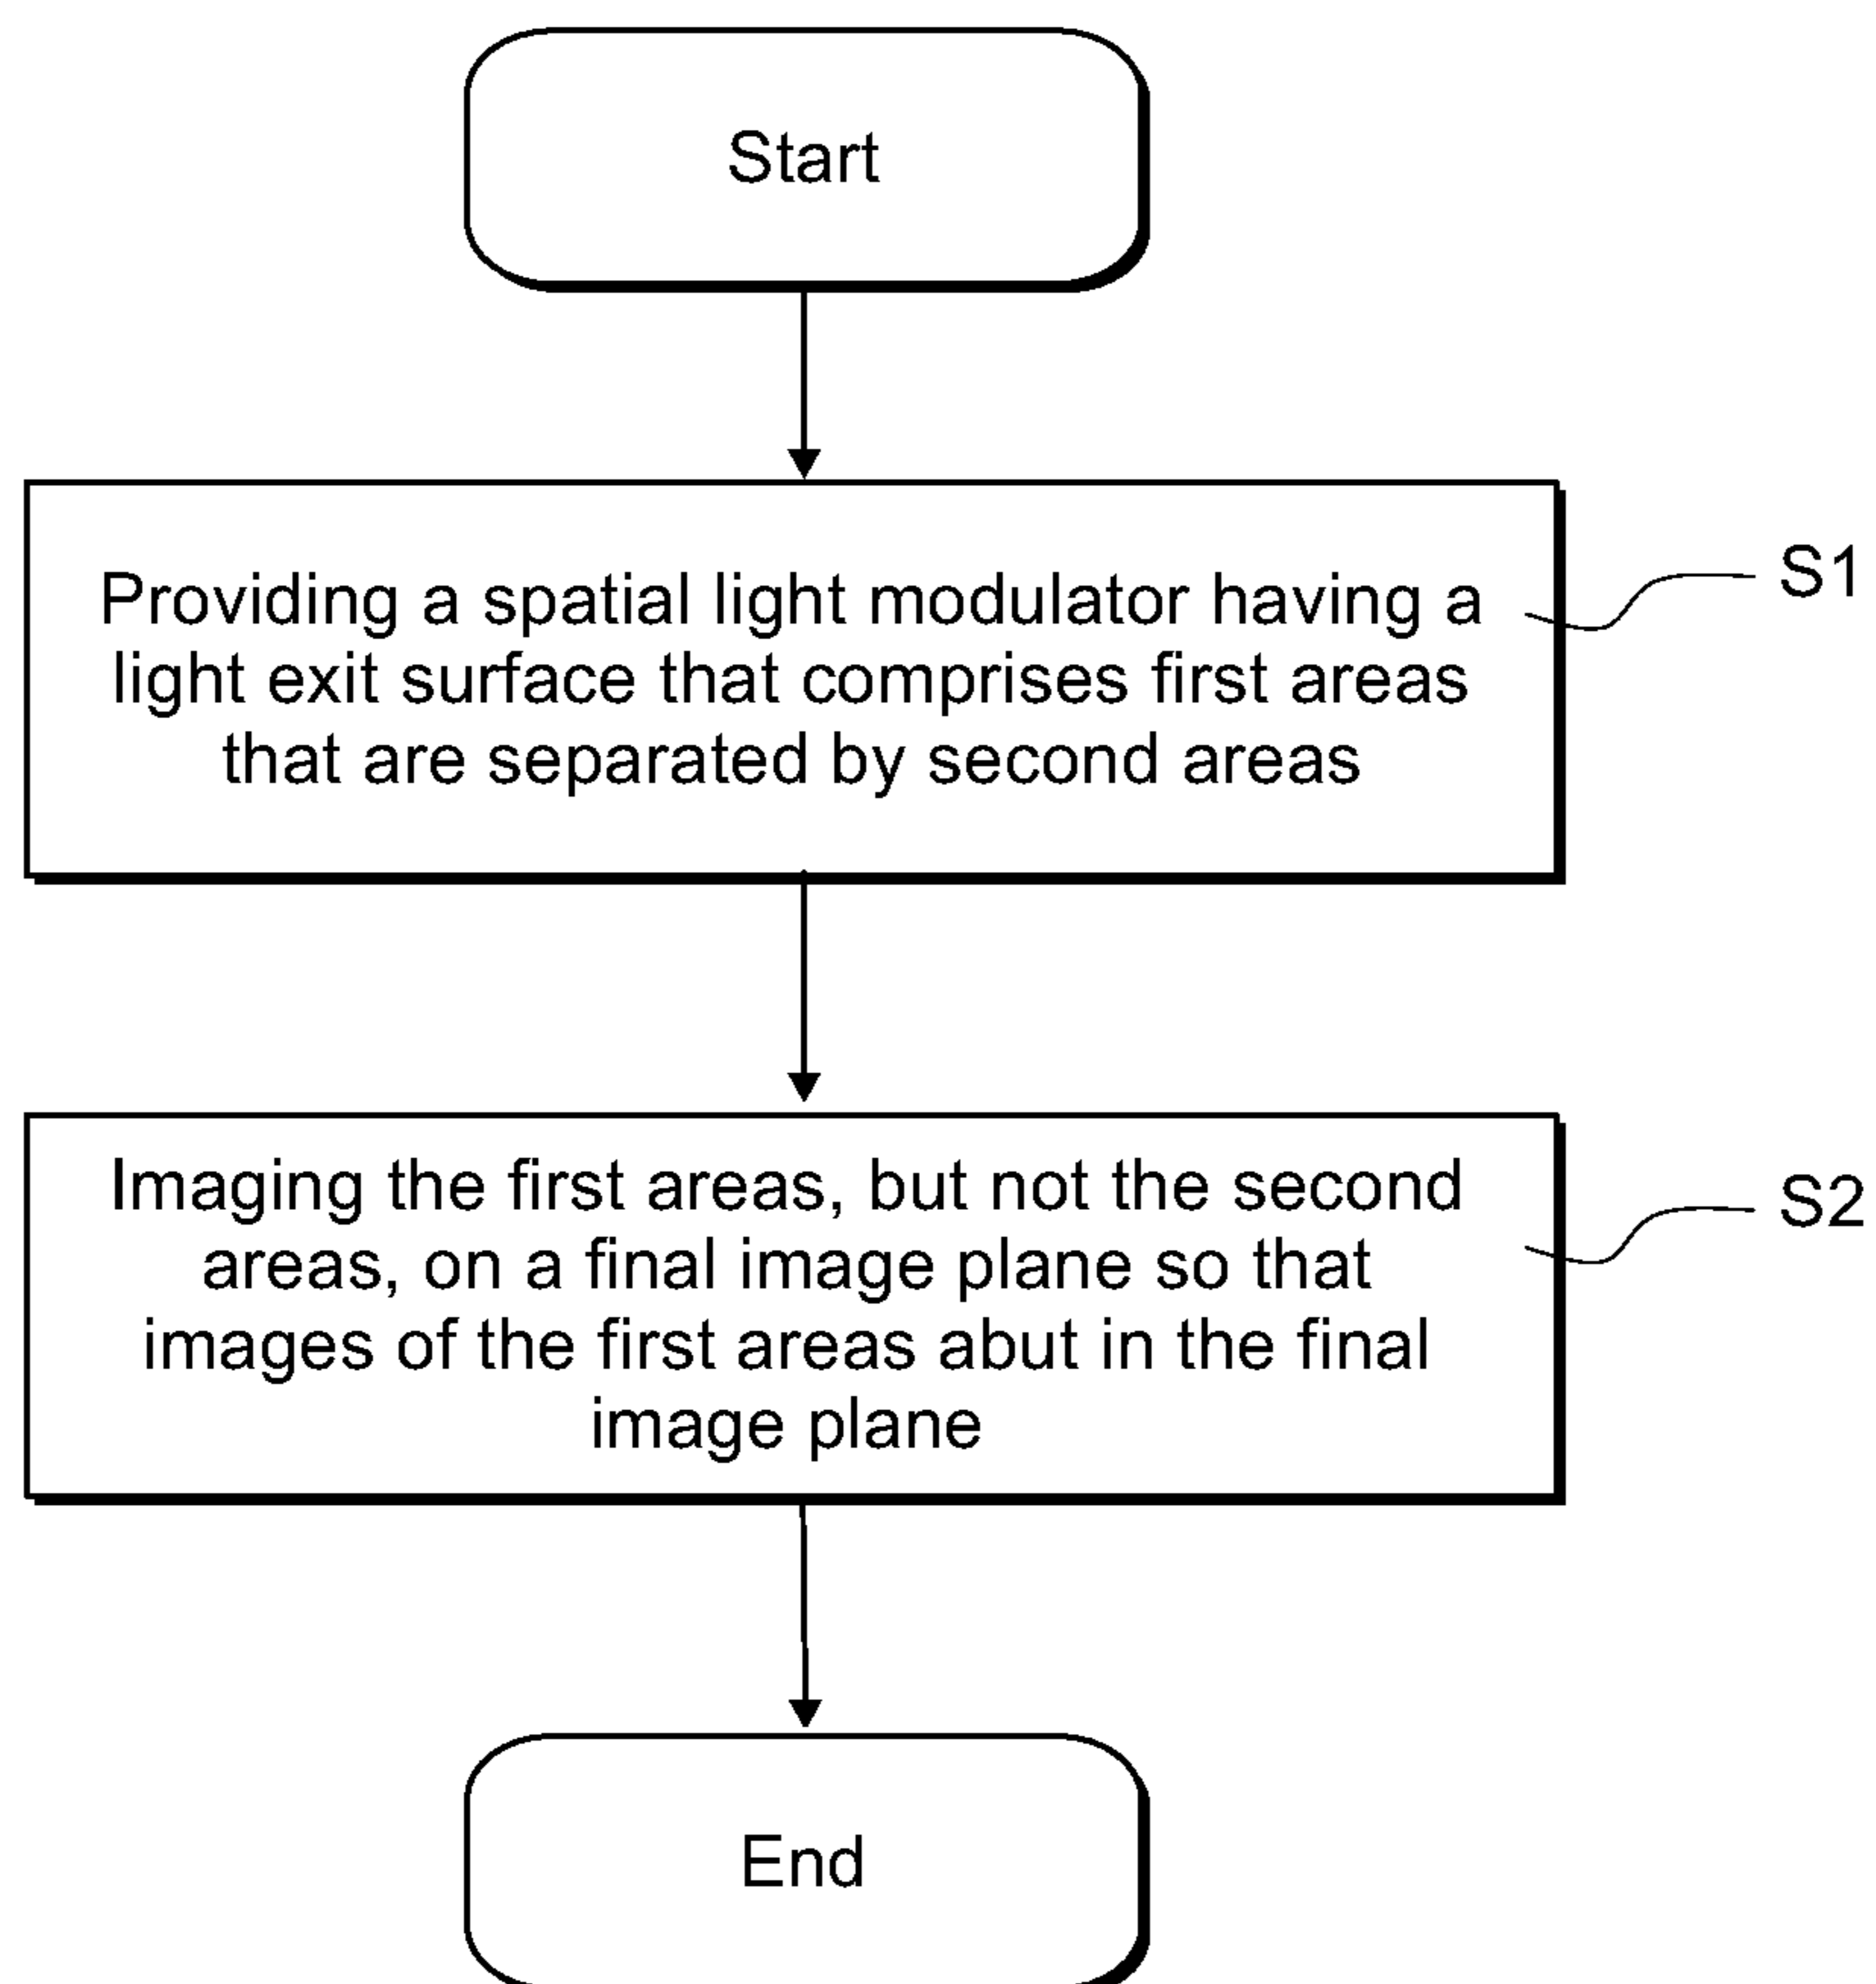 Start
Providing a spatial light modulator having a
light exit surface that comprises first areas
that are separated by second areas
S1
Imaging the first areas, but not the second
areas, on a final image plane so that
images of the first areas abut in the final
image plane
S2
End